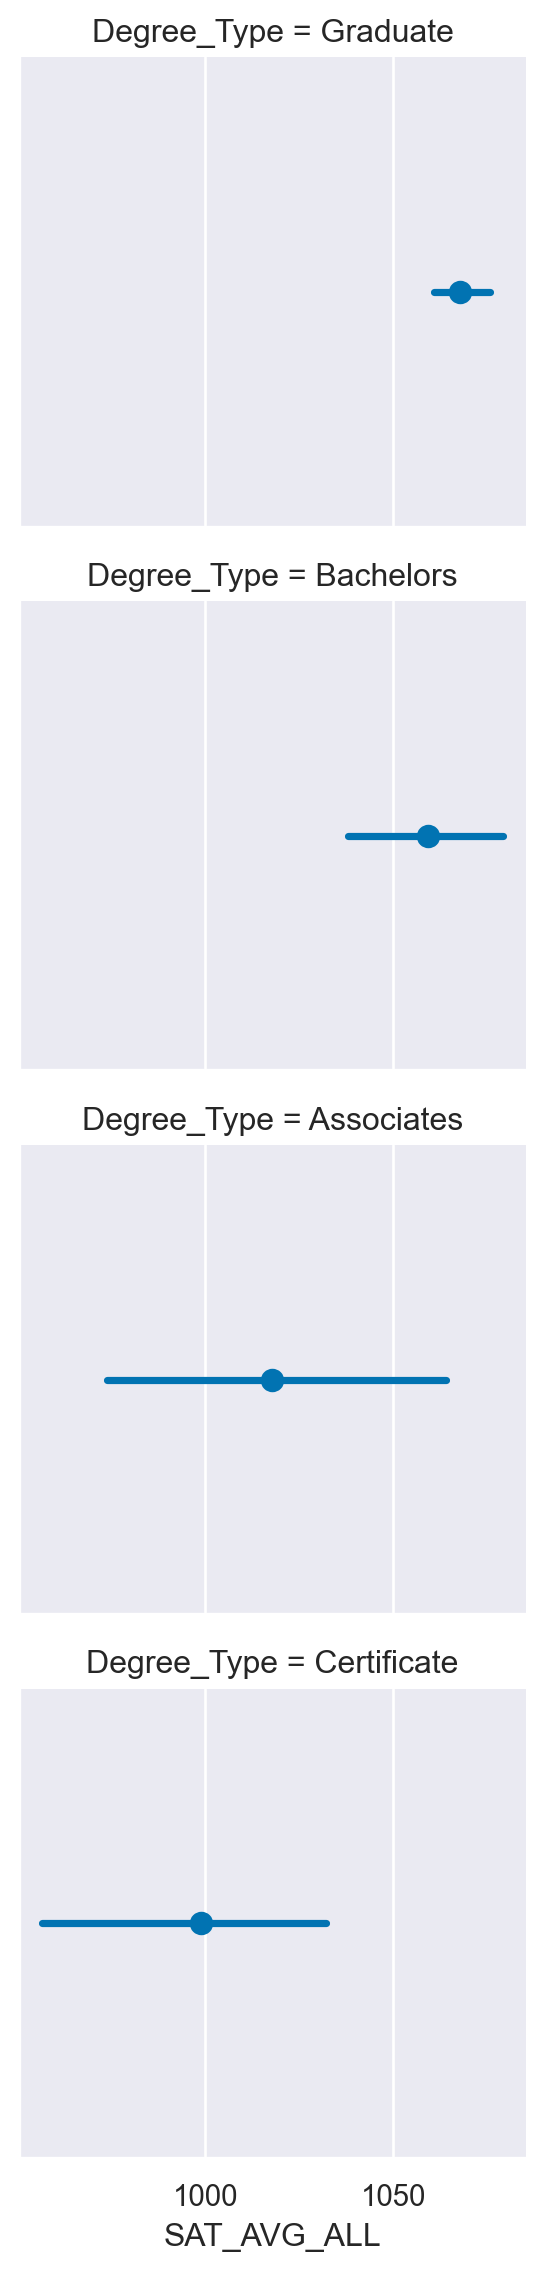 Degree_Type = Graduate
Degree_Type = Bachelors
Degree_Type = Associates
Degree_Type = Certificate
1000 1050
SAT_AVG_ALL